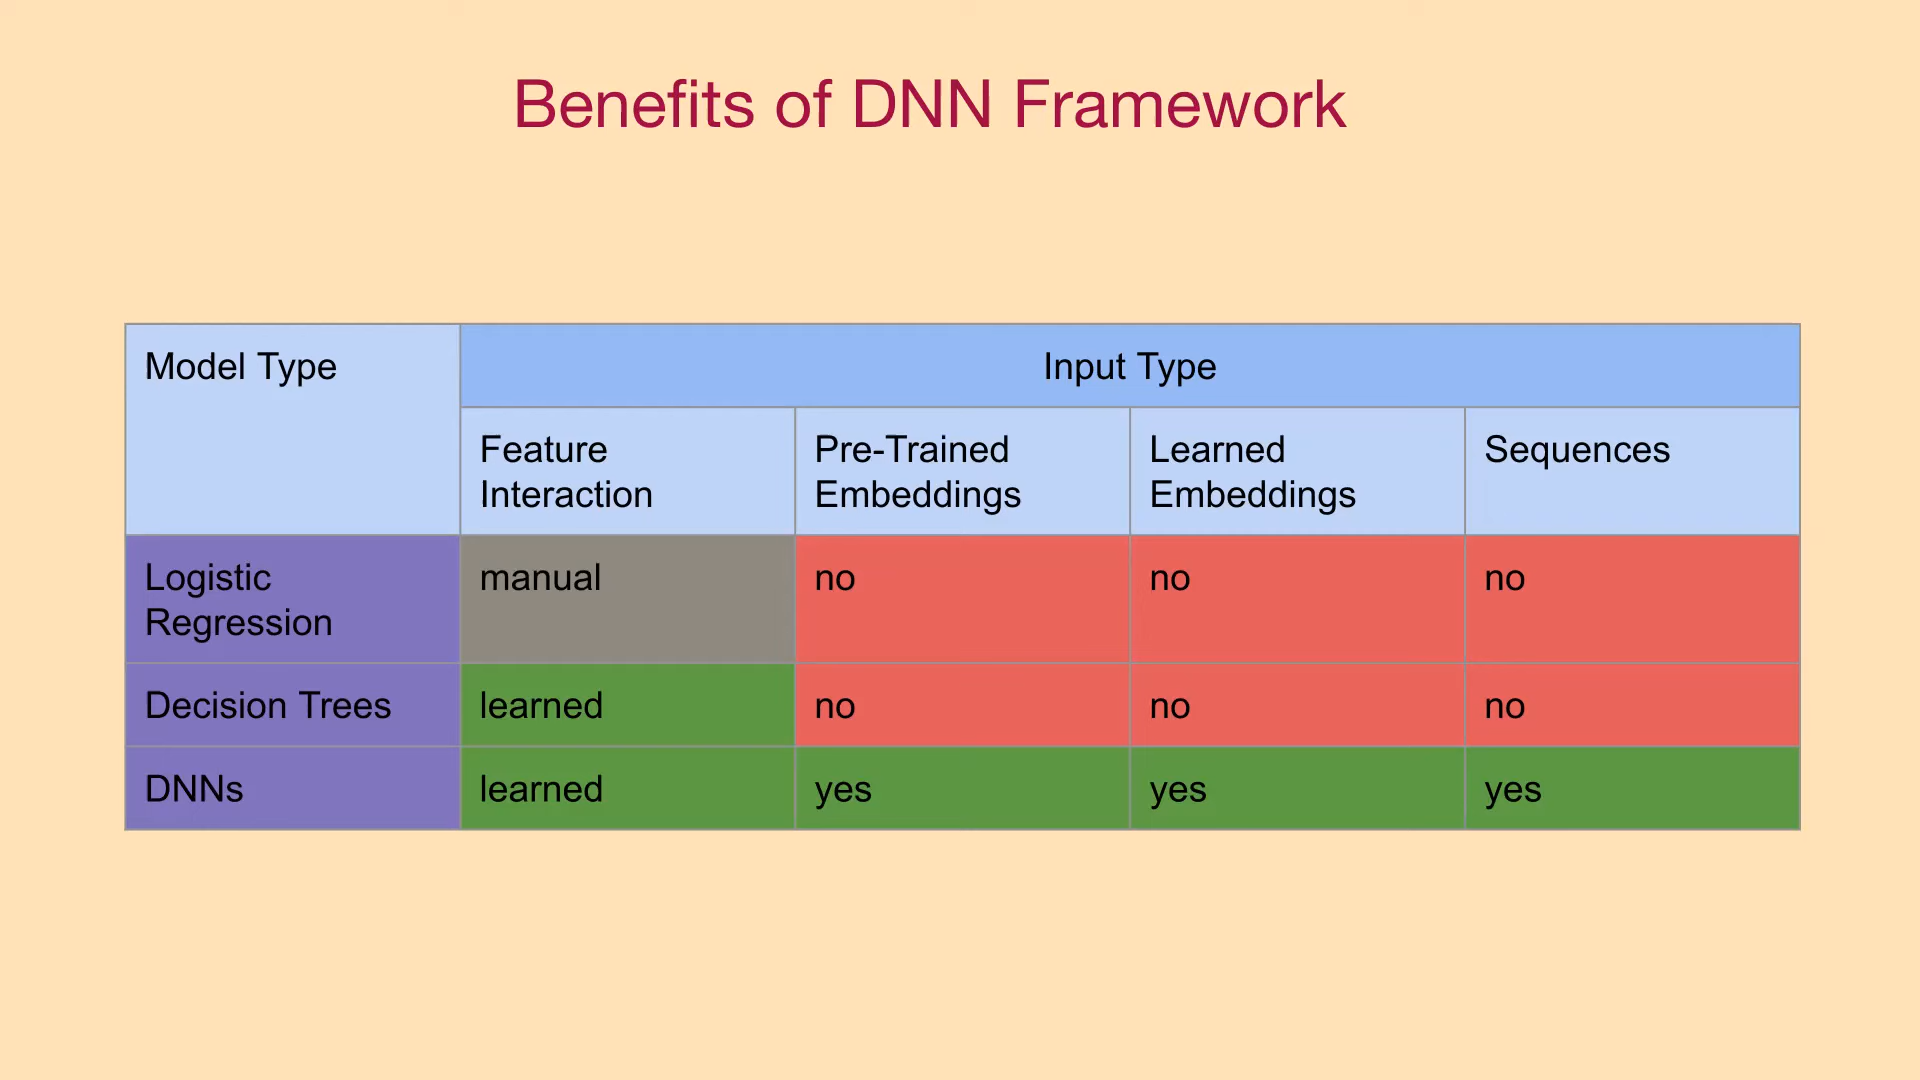 Benefits of DNN Framework
Model Type
Input Type
Feature
Interaction
Pre-Trained
Embeddings
Learned
Embeddings
Sequences
Logistic
Regression
manual
no
no
no
Decision Trees
learned
no
no
no
DNNs
learned
yes
yes
yes